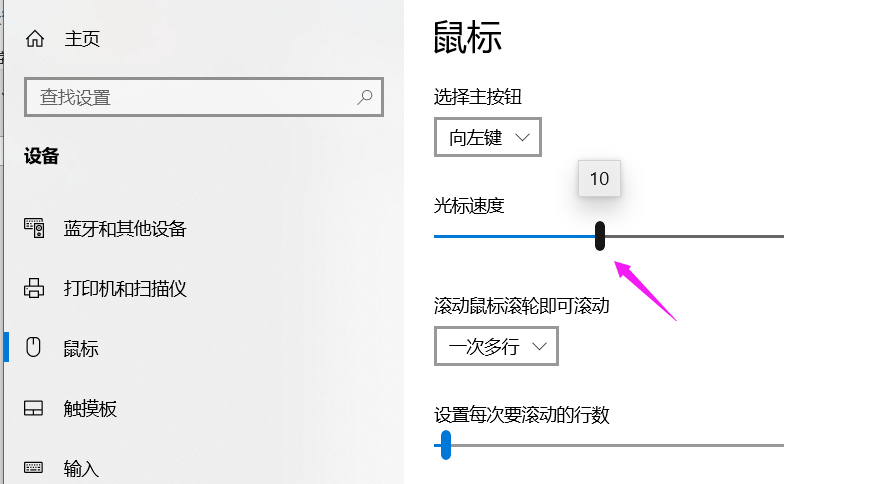 主页
查找设置
设备
蓝牙和其他设备
打印机和扫描仪
鼠标
触摸板
输入
鼠标
选择主按钮
向左键
10
光标速度
滚动鼠标滚轮即可滚动
一次多行
设置每次要滚动的行数